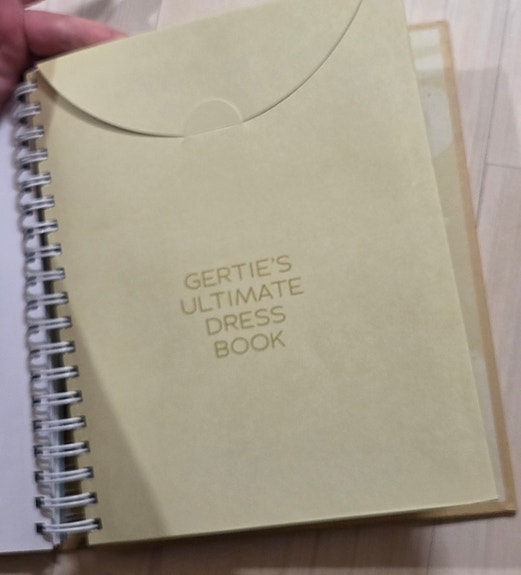 GERTIE'S
ULTIMATE
DRESS
BOOK